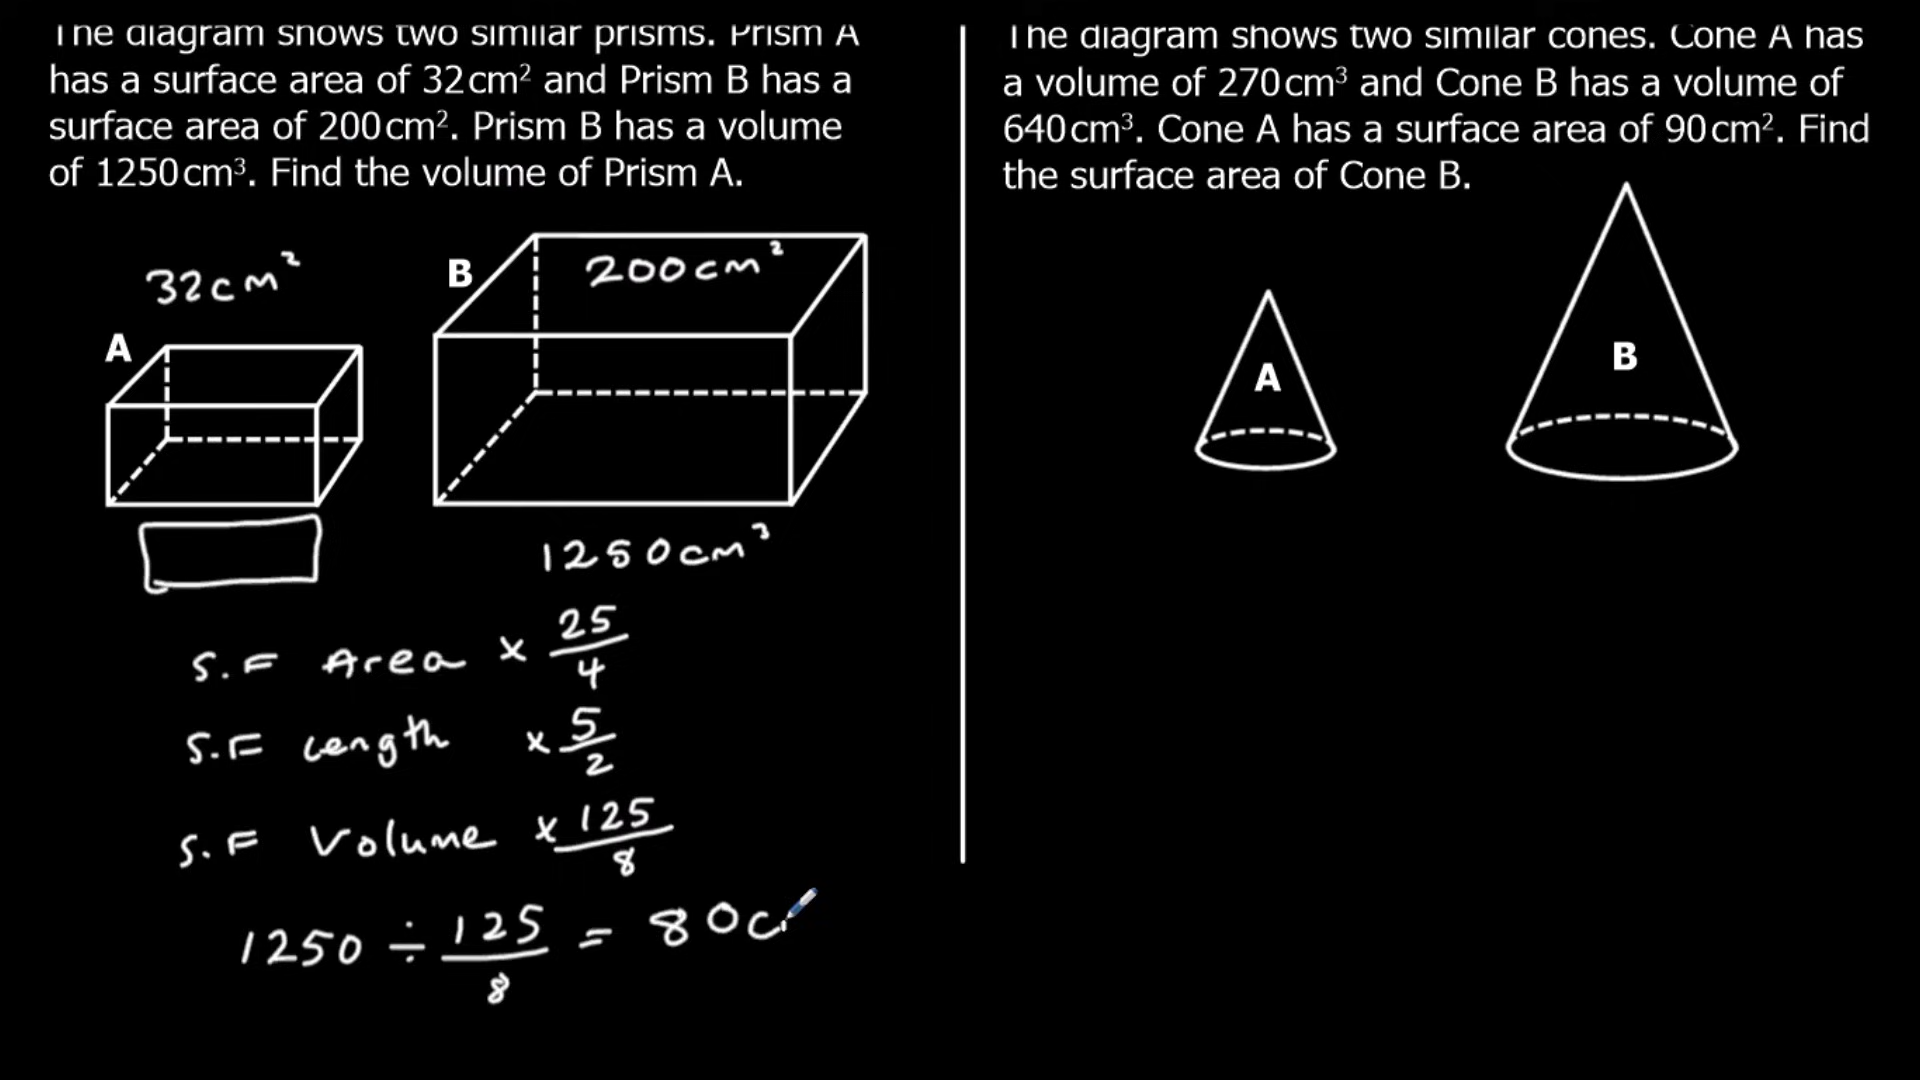 The diagram shows two similar prisms. Prism A
has a surface area of 32cm² and Prism B has a
surface area of 200cm². Prism B has a volume
of 1250cm³. Find the volume of Prism A.
32cm²
B
200cm²
A
1250cm³
S.F Area × 25/4
S.F Length × 5/2
S.F Volume × 125/8
1250 ÷ 125/8 = 80c
The diagram shows two similar cones. Cone A has
a volume of 270cm³ and Cone B has a volume of
640cm³. Cone A has a surface area of 90cm². Find
the surface area of Cone B.
A
B